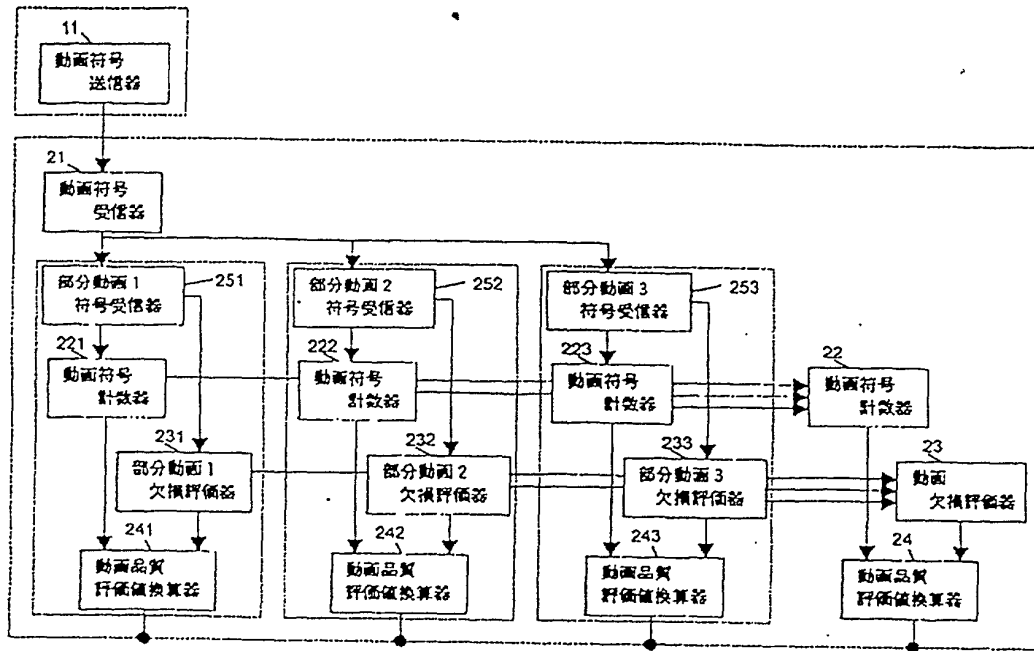 11
動画符号
送信器
21
動画符号
受信器
部分動画1
符号受信器
251
部分動画2
符号受信器
252
部分動画3
符号受信器
253
221
動画符号
計数器
222
動画符号
計数器
223
動画符号
計数器
22
動画符号
計数器
231
部分動画1
欠損評価器
232
部分動画2
欠損評価器
233
部分動画3
欠損評価器
23
動画
欠損評価器
241
動画品質
評価値換算器
242
動画品質
評価値換算器
243
動画品質
評価値換算器
24
動画品質
評価値換算器